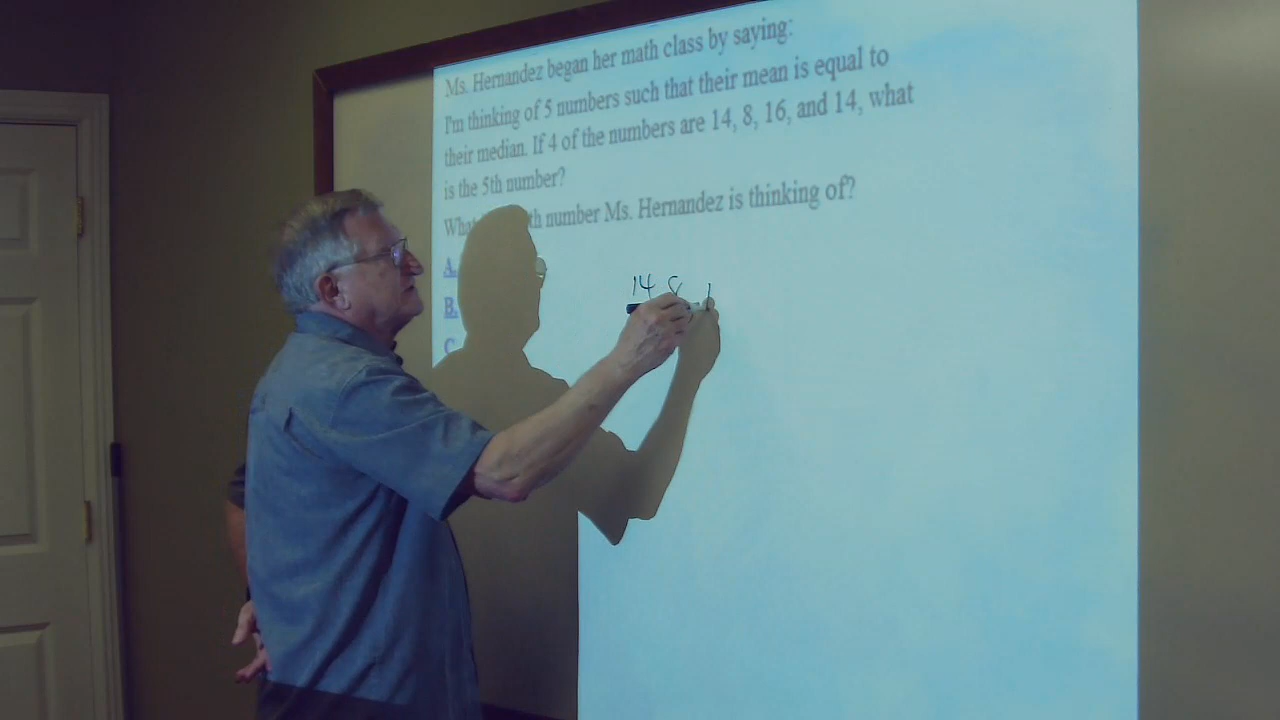 Ms. Hernandez began her math class by saying:
I'm thinking of 5 numbers such that their mean is equal to
their median. If 4 of the numbers are 14, 8, 16, and 14, what
is the 5th number?
What number Ms. Hernandez is thinking of?
A.
B.
C
14 8 1